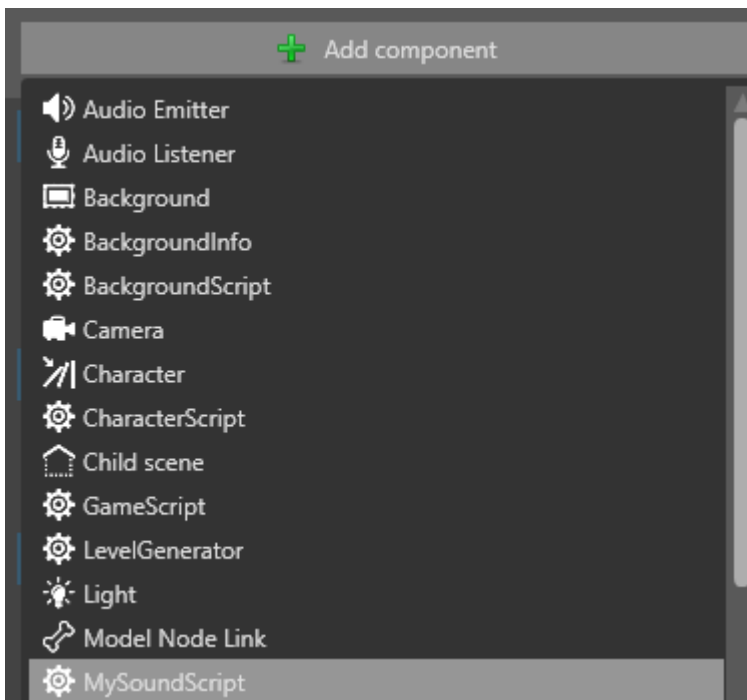 Add component
Audio Emitter
Audio Listener
Background
BackgroundInfo
BackgroundScript
Camera
Character
CharacterScript
Child scene
GameScript
LevelGenerator
Light
Model Node Link
MySoundScript